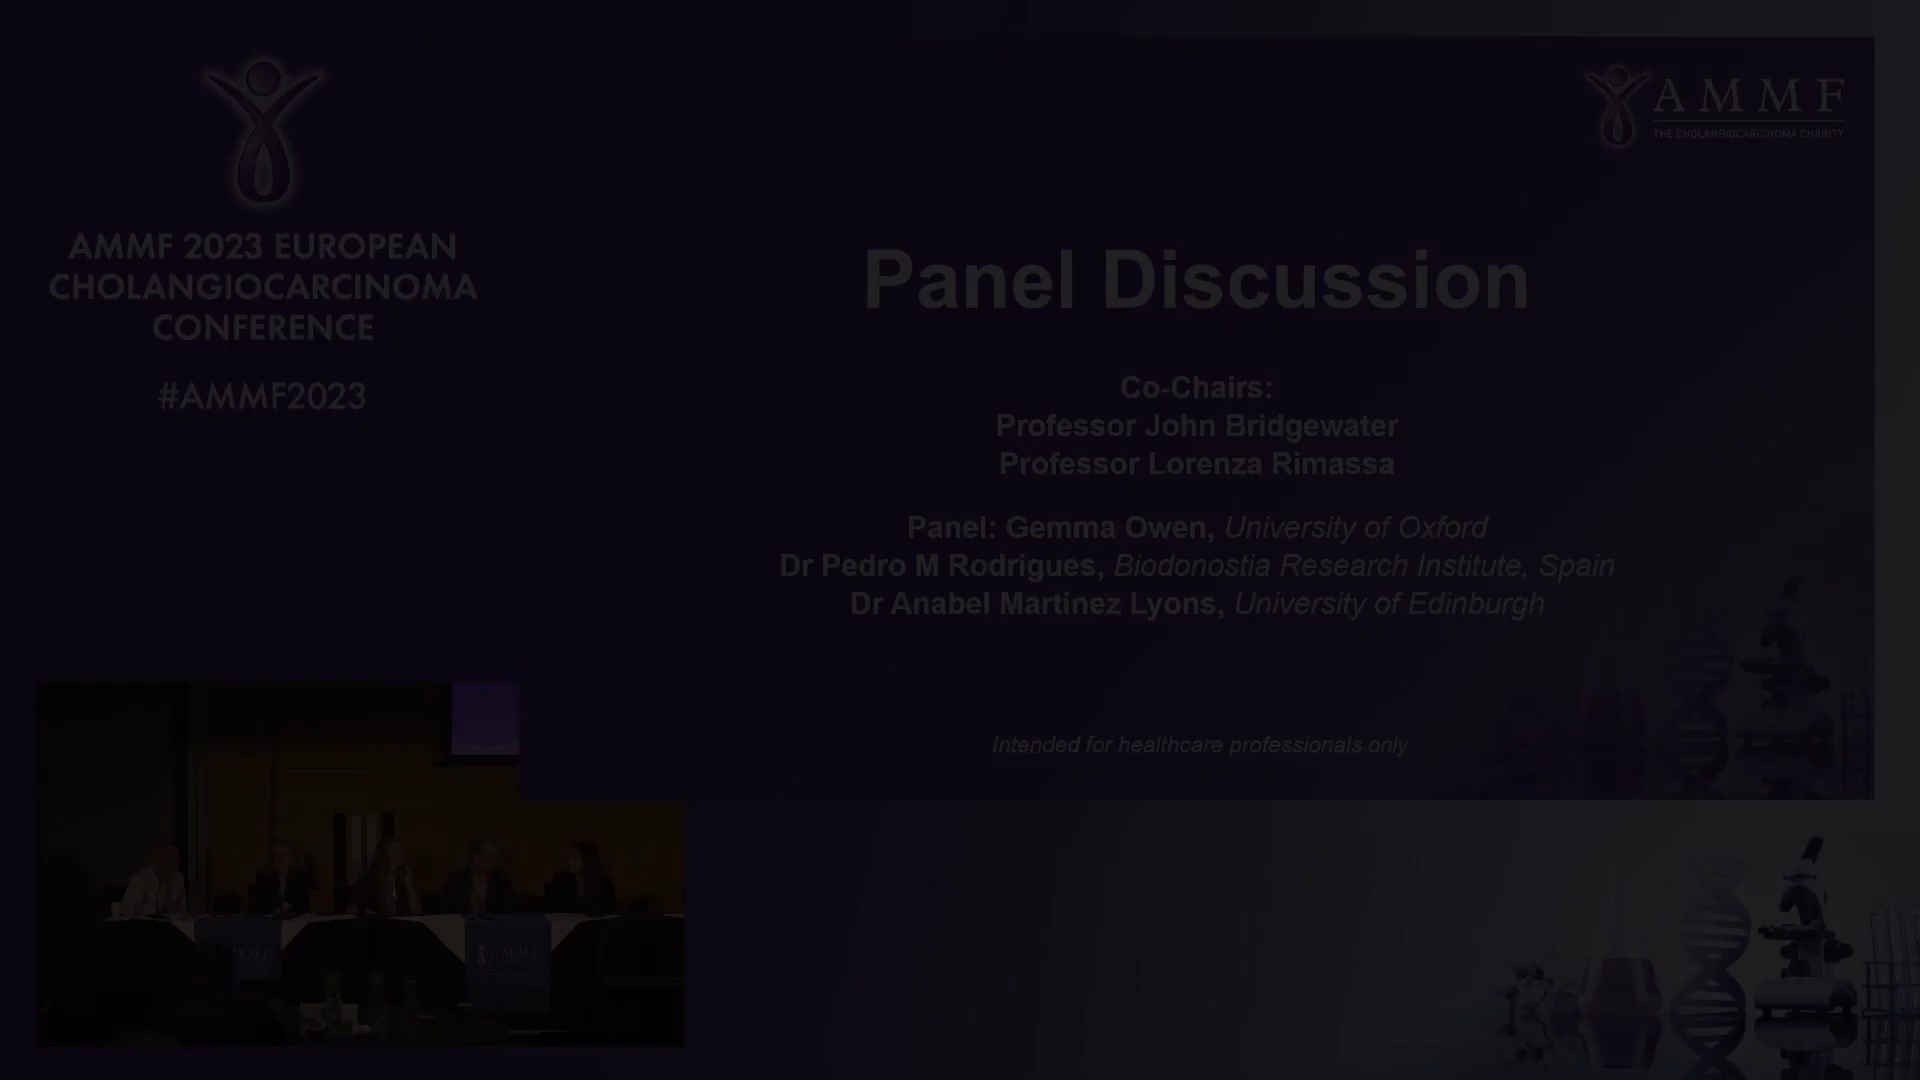 AMMF 2023 EUROPEAN
CHOLANGIOCARCINOMA
CONFERENCE
#AMMF2023
AMMF
THE CHOLANGIOCARCINOMA CHARITY
Panel Discussion
Co-Chairs:
Professor John Bridgewater
Professor Lorenza Rimassa
Panel: Gemma Owen, University of Oxford
Dr Pedro M Rodrigues, Biodonostia Research Institute, Spain
Dr Anabel Martinez Lyons, University of Edinburgh
Intended for healthcare professionals only
AMMF
AMMF